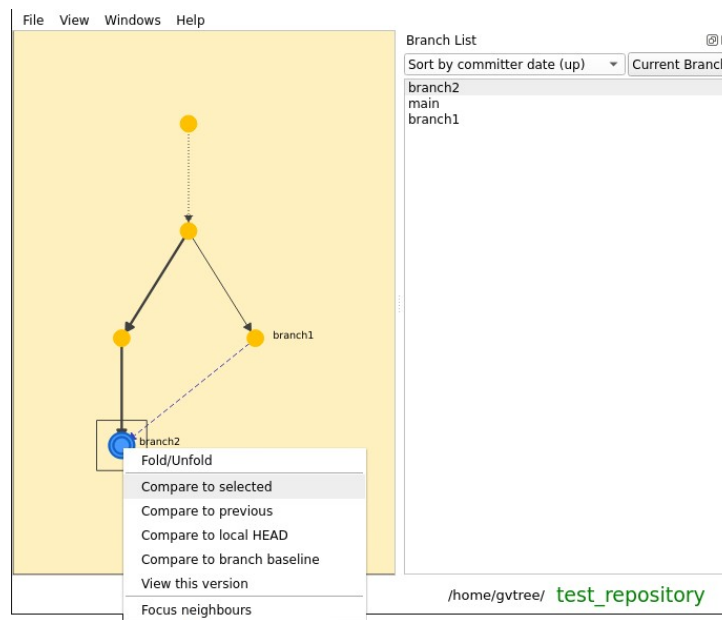 File View Windows Help
Branch List
Sort by committer date (up) Current Branch
branch2
main
branch1
branch1
branch2
Fold/Unfold
Compare to selected
Compare to previous
Compare to local HEAD
Compare to branch baseline
View this version
Focus neighbours
/home/gvtree/ test_repository